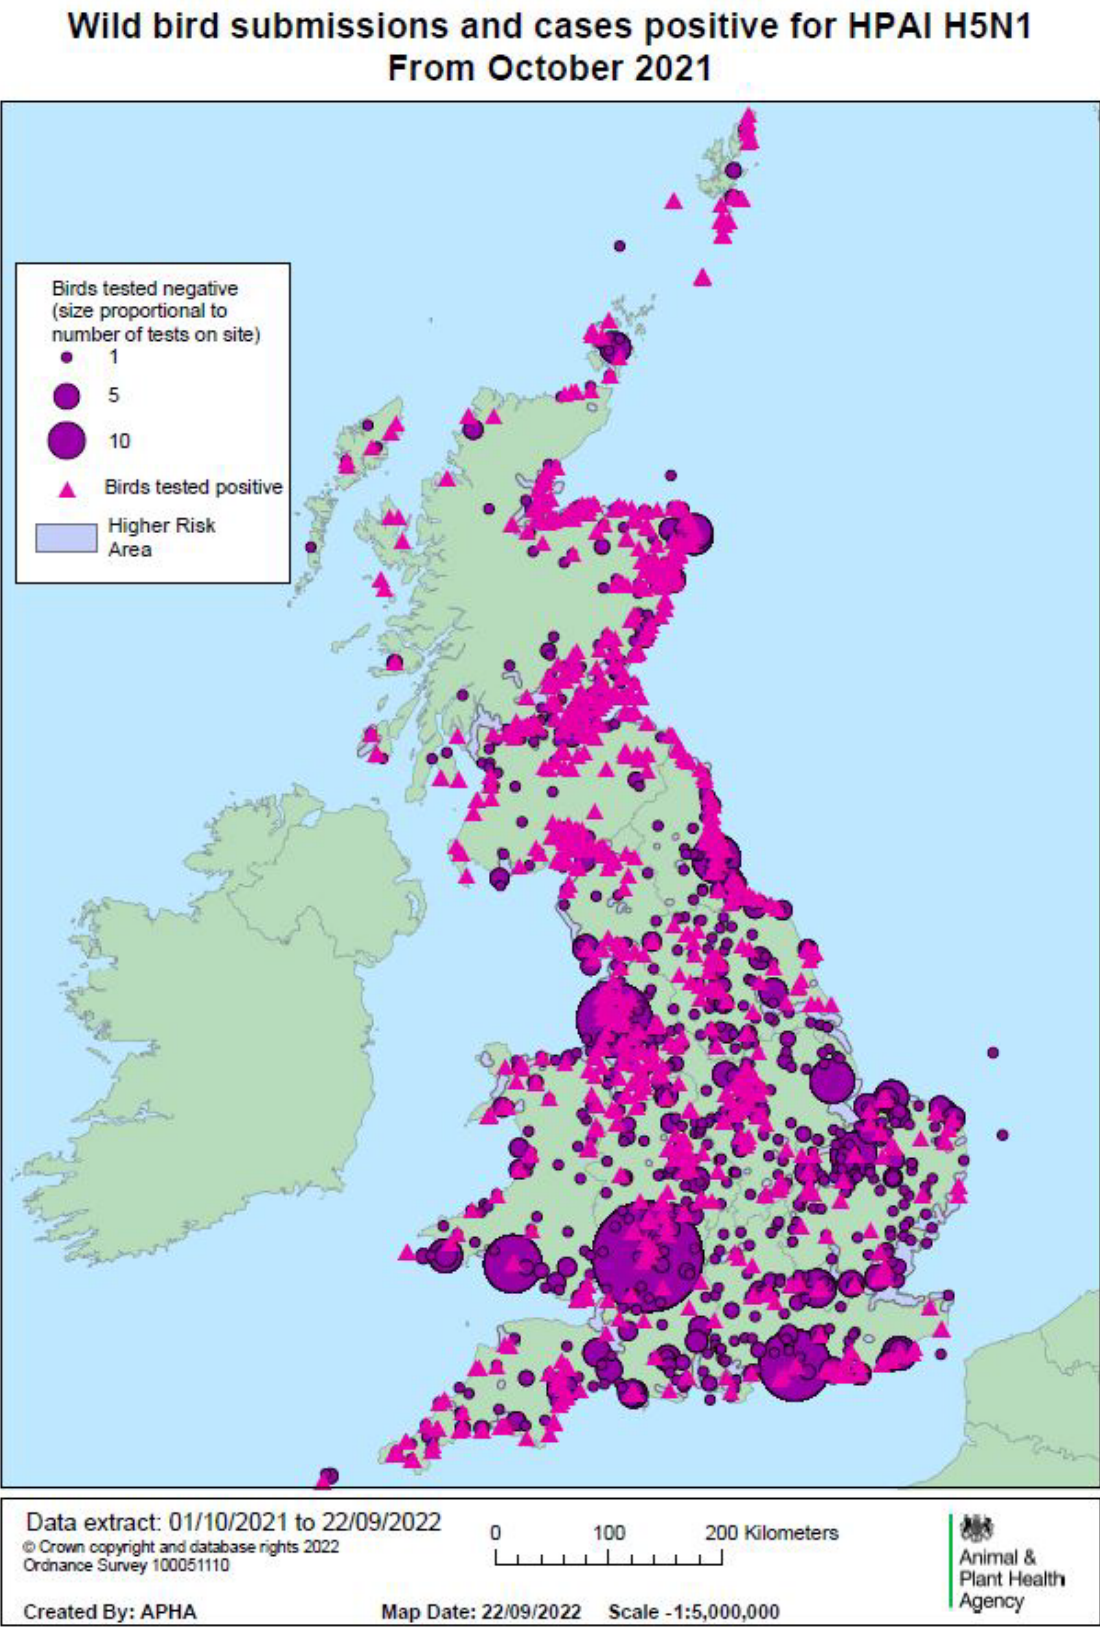 Wild bird submissions and cases positive for HPAI H5N1
From October 2021
Birds tested negative
(size proportional to
number of tests on site)
1
5
10
Birds tested positive
Higher Risk
Area
Data extract: 01/10/2021 to 22/09/2022
© Crown copyright and database rights 2022
Ordnance Survey 100051110
Created By: APHA
0 100 200 Kilometers
Map Date: 22/09/2022 Scale -1:5,000,000
Animal &
Plant Health
Agency